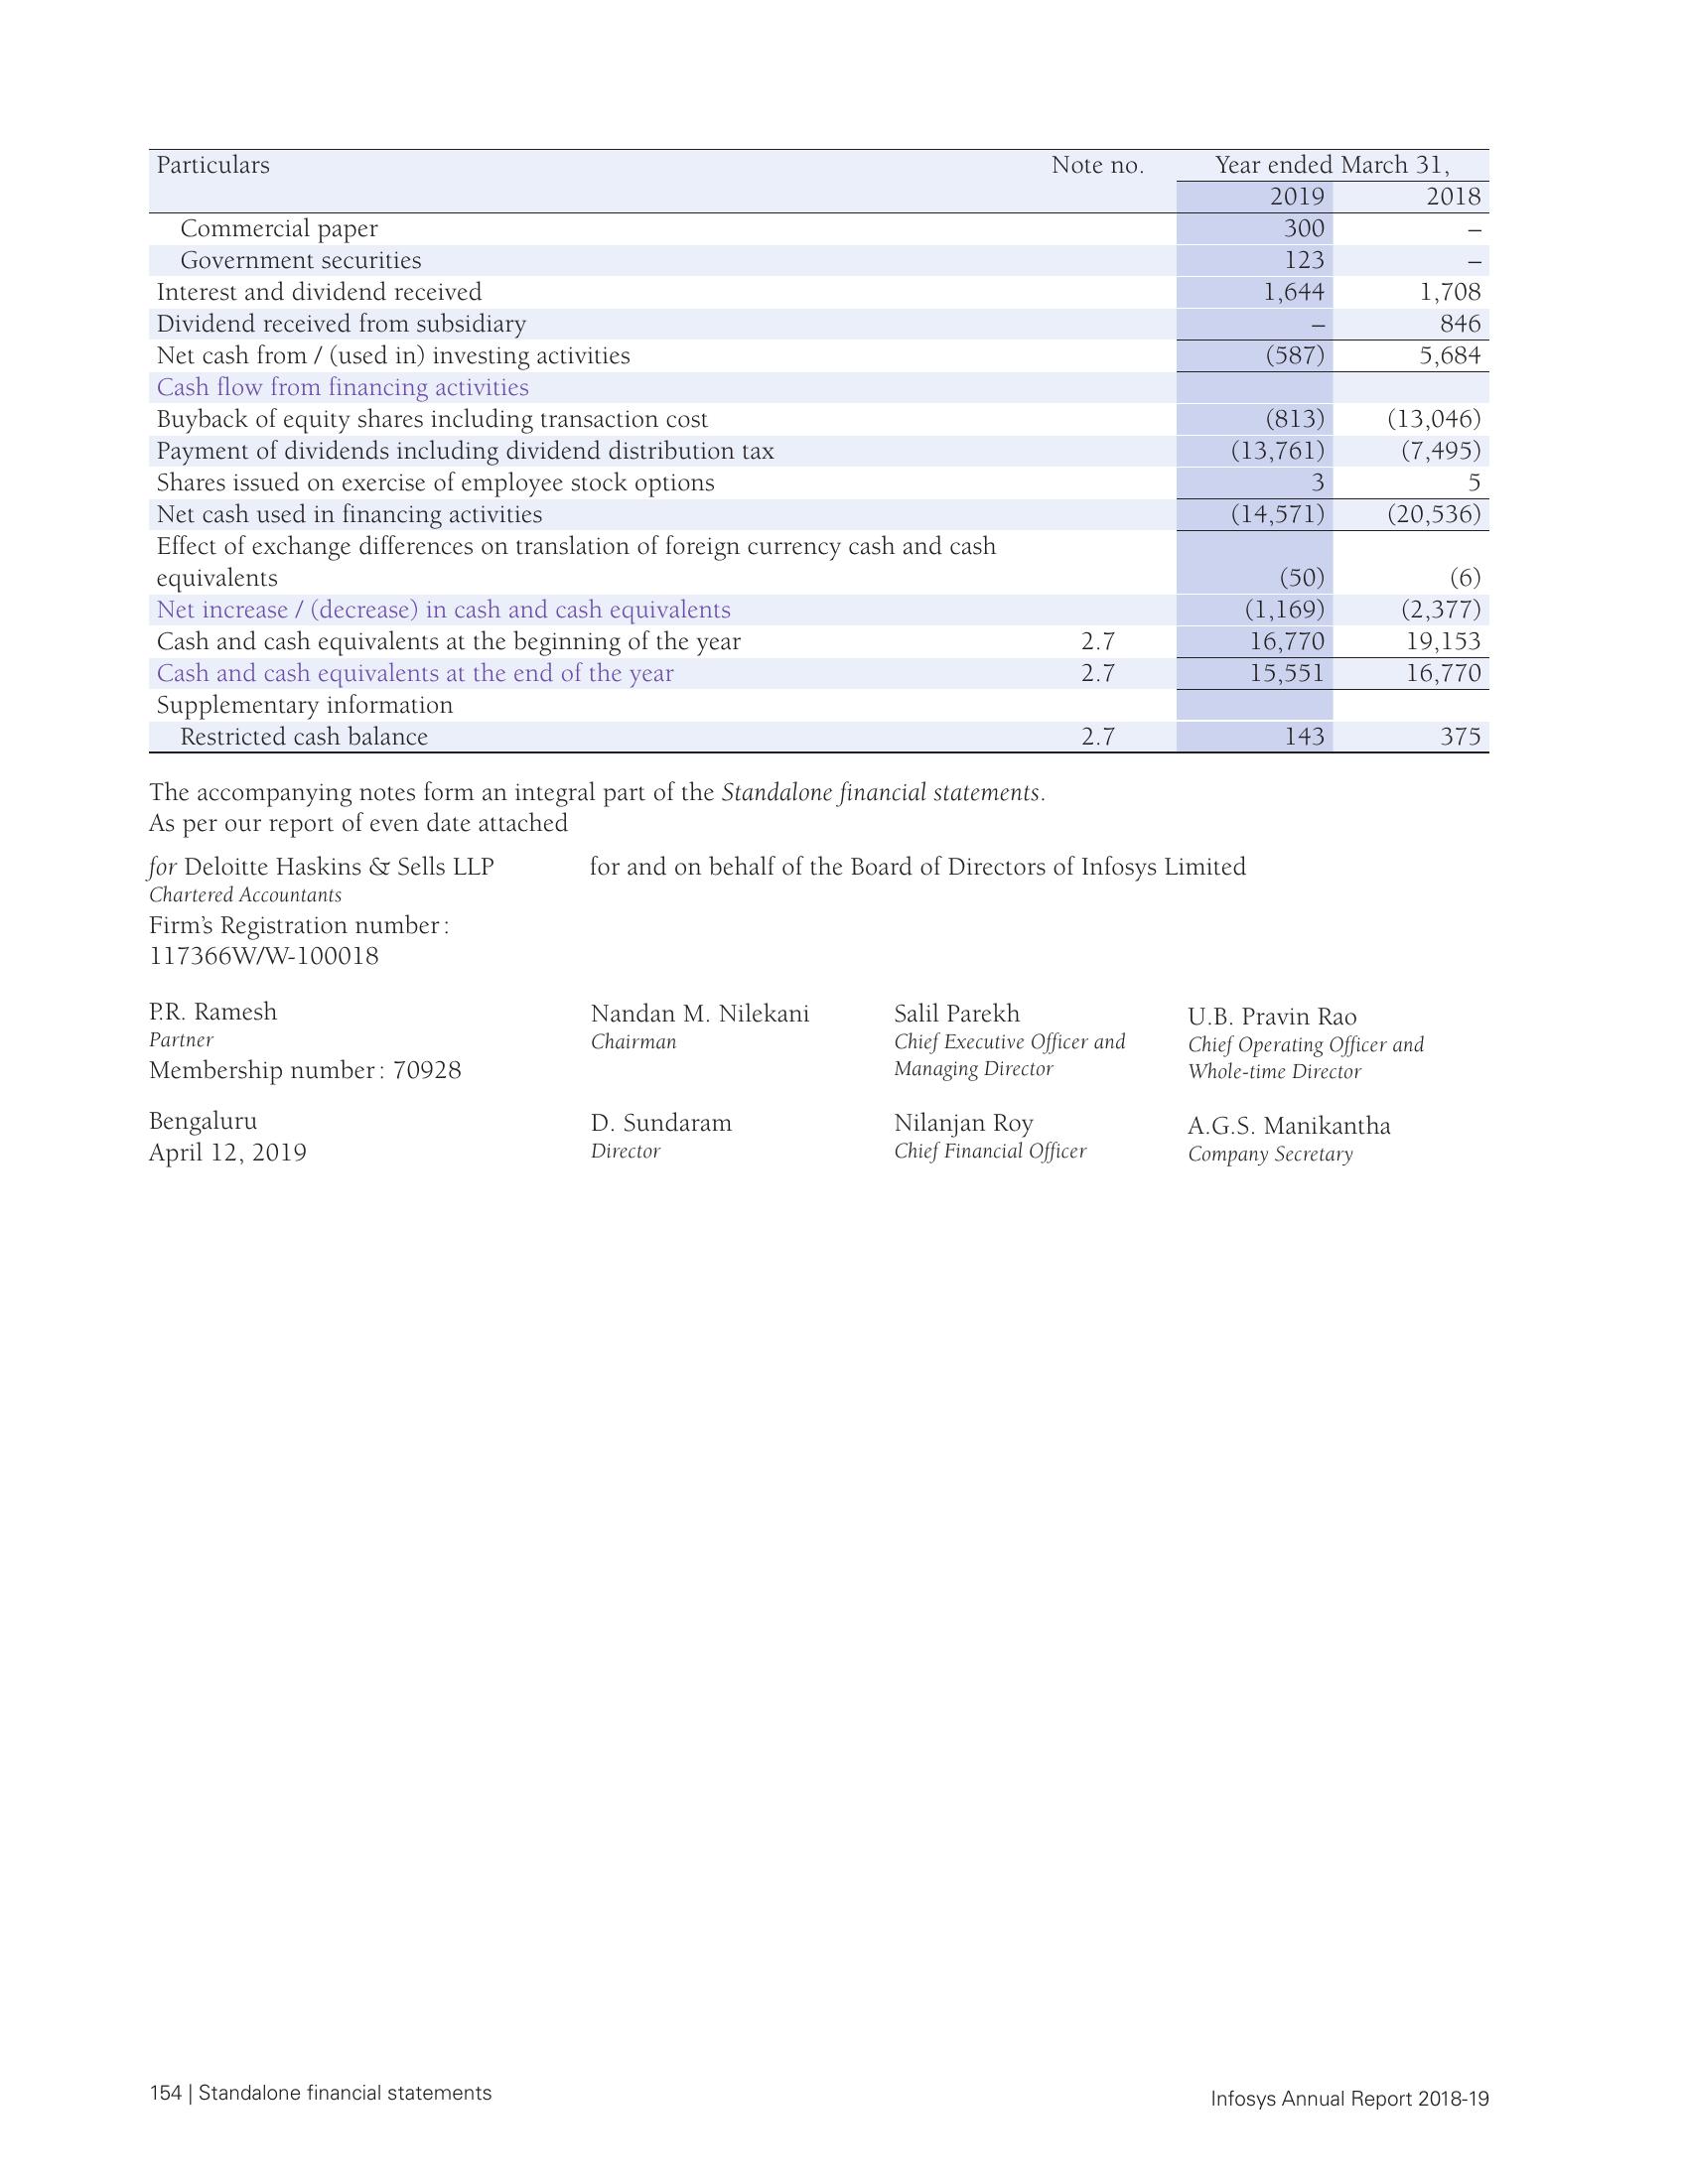 Particulars Note no. Year ended March 31,
2019 2018
Commercial paper 300 –
Government securities 123 –
Interest and dividend received 1,644 1,708
Dividend received from subsidiary – 846
Net cash from / (used in) investing activities (587) 5,684
Cash flow from financing activities
Buyback of equity shares including transaction cost (813) (13,046)
Payment of dividends including dividend distribution tax (13,761) (7,495)
Shares issued on exercise of employee stock options 3 5
Net cash used in financing activities (14,571) (20,536)
Effect of exchange differences on translation of foreign currency cash and cash
equivalents (50) (6)
Net increase / (decrease) in cash and cash equivalents (1,169) (2,377)
Cash and cash equivalents at the beginning of the year 2.7 16,770 19,153
Cash and cash equivalents at the end of the year 2.7 15,551 16,770
Supplementary information
Restricted cash balance 2.7 143 375
The accompanying notes form an integral part of the Standalone financial statements.
As per our report of even date attached
for Deloitte Haskins & Sells LLP for and on behalf of the Board of Directors of Infosys Limited
Chartered Accountants
Firm's Registration number :
117366W/W-100018
P.R. Ramesh Nandan M. Nilekani Salil Parekh U.B. Pravin Rao
Partner Chairman Chief Executive Officer and Chief Operating Officer and
Membership number : 70928 Managing Director Whole-time Director
Bengaluru D. Sundaram Nilanjan Roy A.G.S. Manikantha
April 12, 2019 Director Chief Financial Officer Company Secretary
154 | Standalone financial statements Infosys Annual Report 2018-19